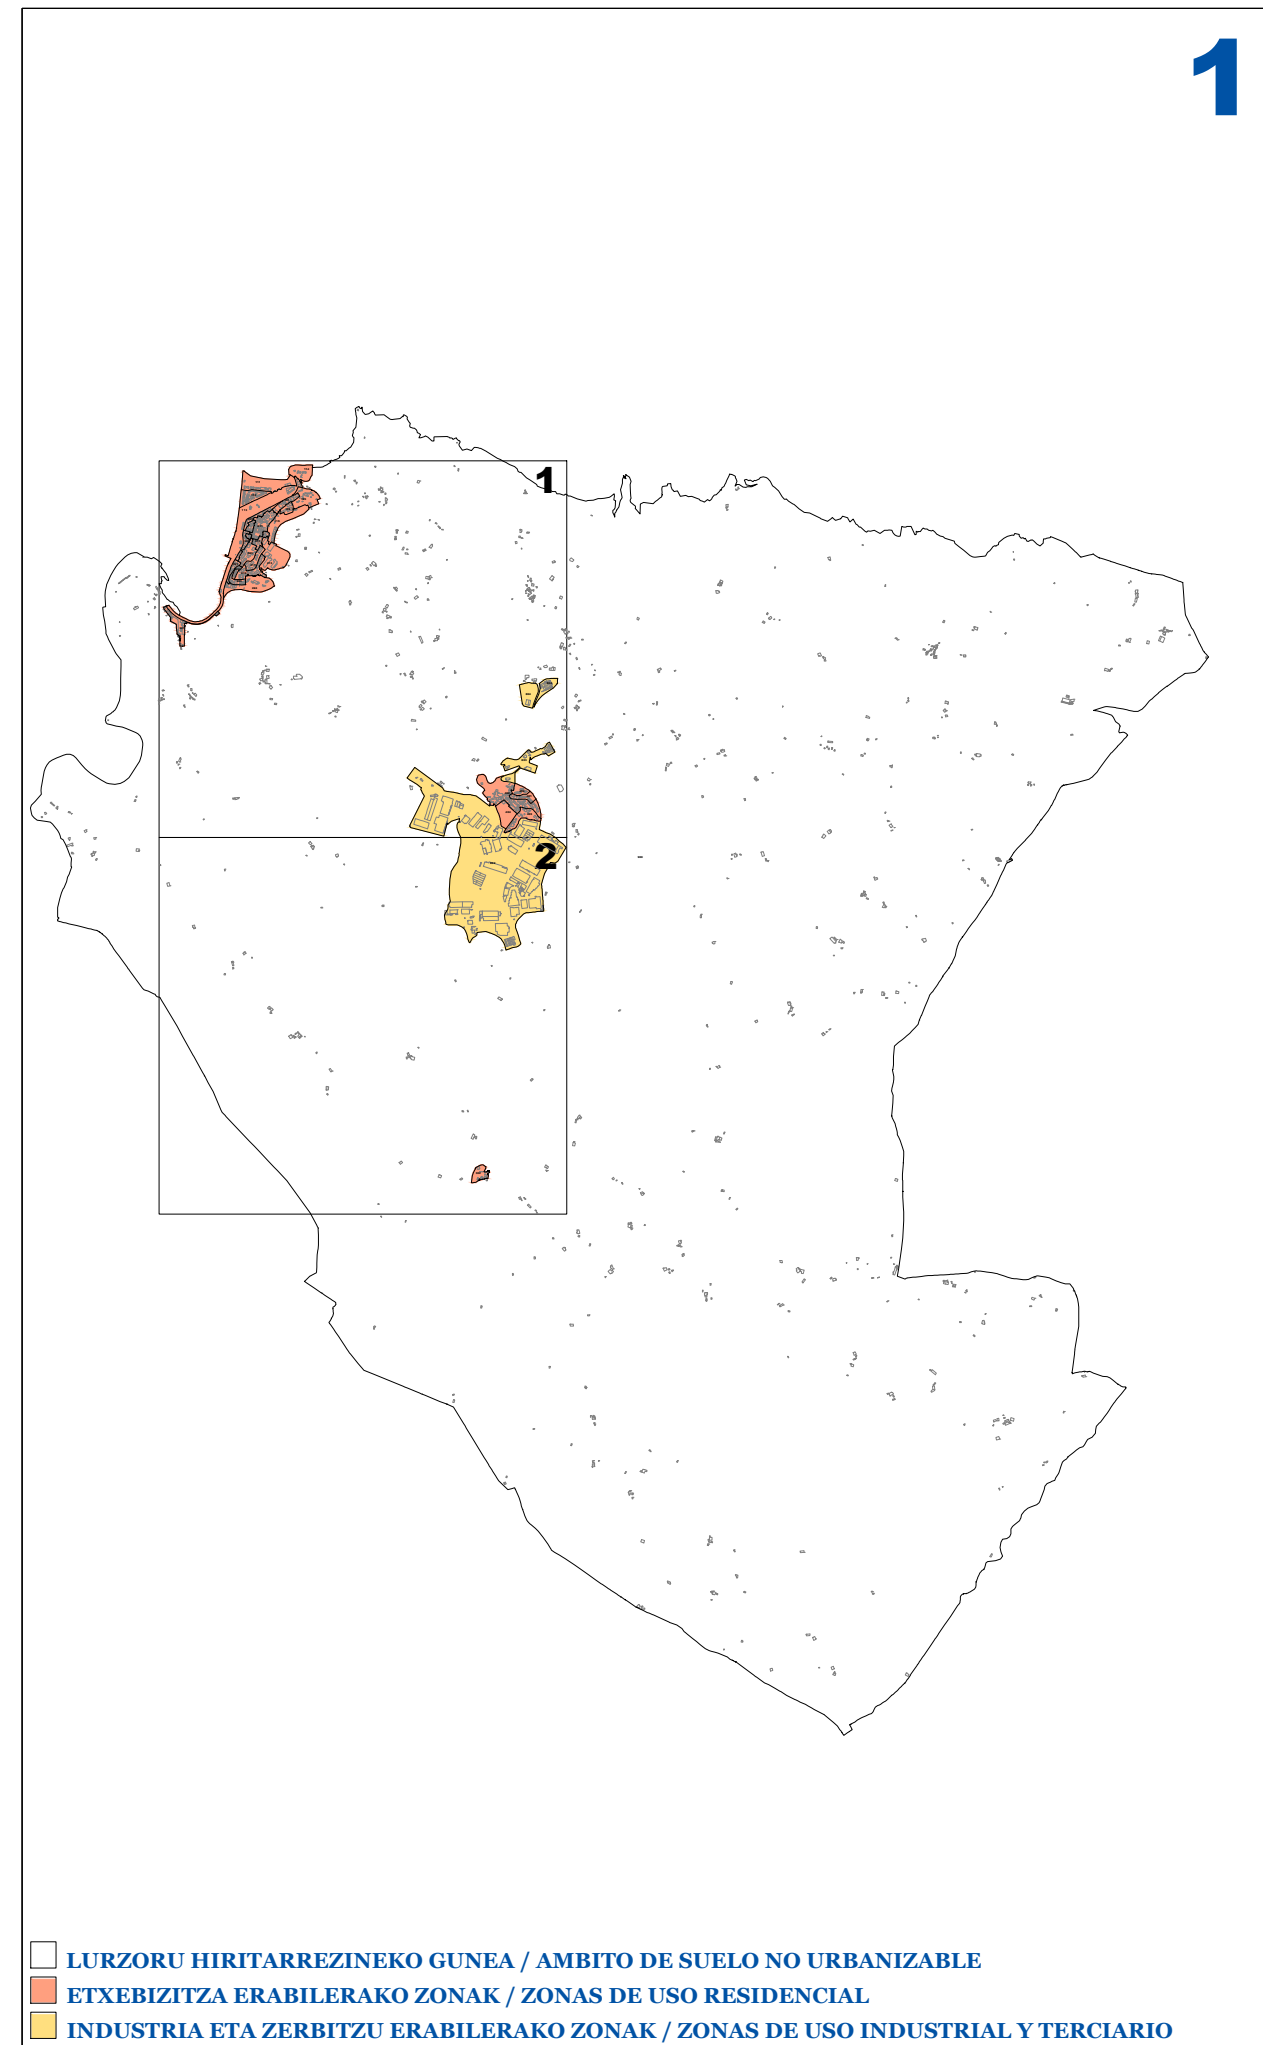 1
1
2
LURZORU HIRITARREZINEKO GUNEA / AMBITO DE SUELO NO URBANIZABLE
ETXEBIZITZA ERABILERAKO ZONAK / ZONAS DE USO RESIDENCIAL
INDUSTRIA ETA ZERBITZU ERABILERAKO ZONAK / ZONAS DE USO INDUSTRIAL Y TERCIARIO